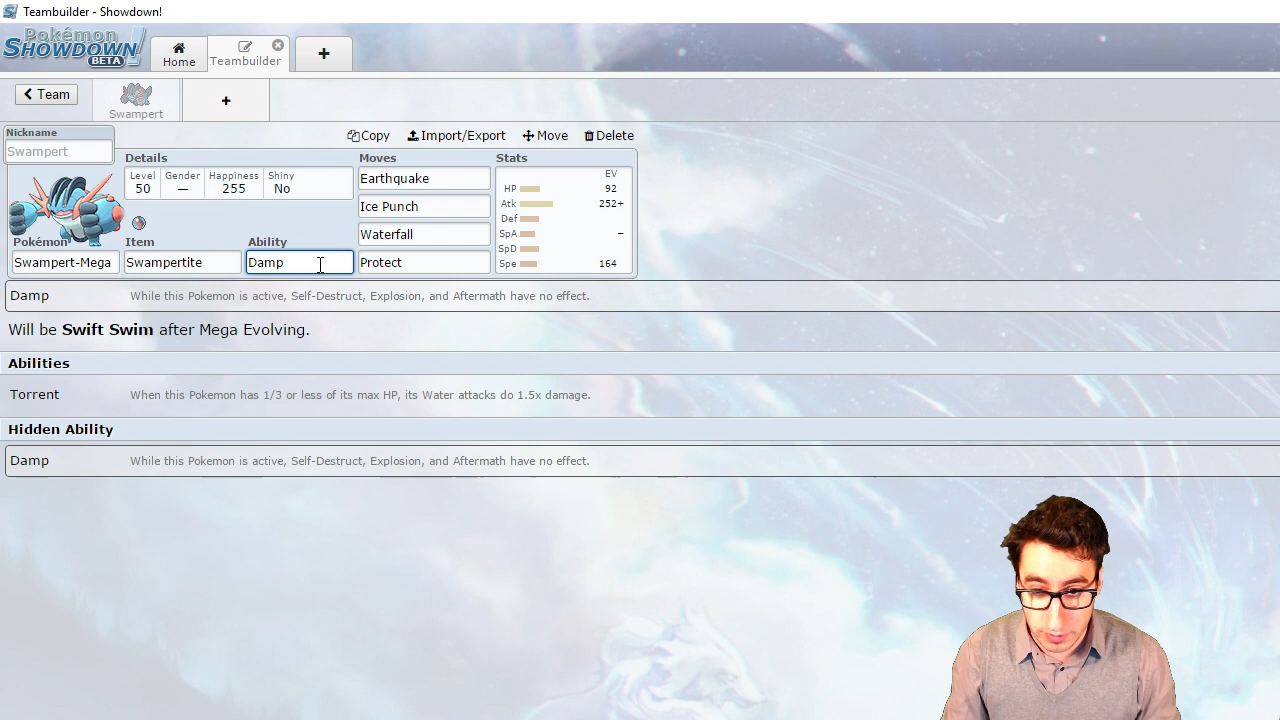 Teambuilder - Showdown!
Pokémon
SHOWDOWN!
BETA
Home
Teambuilder
+
Team
Swampert
+
Nickname
Swampert
Copy Import/Export Move Delete
Details
Level Gender Happiness Shiny
50 — 255 No
Pokémon Item Ability
Swampert-Mega Swampertite Damp
Moves
Earthquake
Ice Punch
Waterfall
Protect
Stats
EV
HP 92
Atk 252+
Def
SpA −
SpD
Spe 164
Damp While this Pokemon is active, Self-Destruct, Explosion, and Aftermath have no effect.
Will be Swift Swim after Mega Evolving.
Abilities
Torrent When this Pokemon has 1/3 or less of its max HP, its Water attacks do 1.5x damage.
Hidden Ability
Damp While this Pokemon is active, Self-Destruct, Explosion, and Aftermath have no effect.